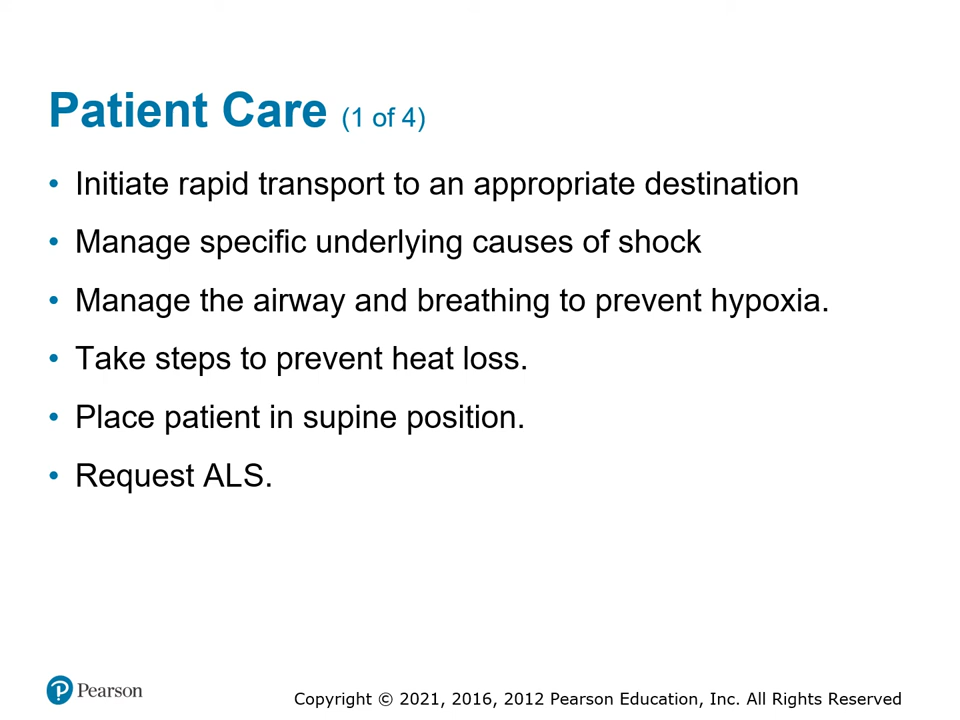 Patient Care (1 of 4)
• Initiate rapid transport to an appropriate destination
• Manage specific underlying causes of shock
• Manage the airway and breathing to prevent hypoxia.
• Take steps to prevent heat loss.
• Place patient in supine position.
• Request ALS.
Pearson
Copyright © 2021, 2016, 2012 Pearson Education, Inc. All Rights Reserved